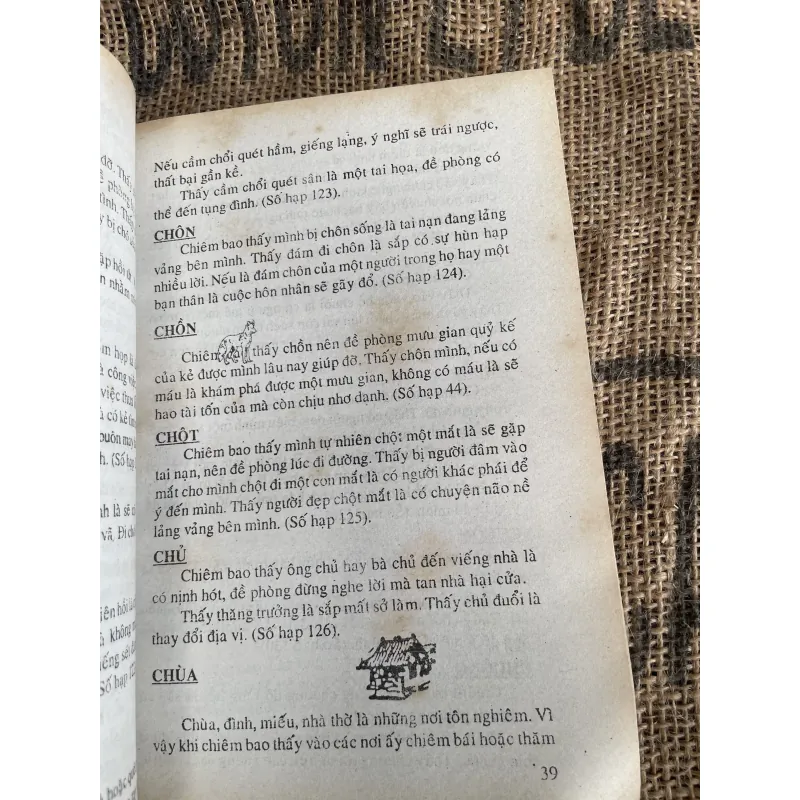 Nếu cầm chổi quét hầm, giếng lạng, ý nghĩ sẽ trái ngược,
thất bại gần kề.
Thấy cầm chổi quét sân là một tai họa, đề phòng có
thể đến tụng đình. (Số hạp 123).
CHÔN
Chiêm bao thấy mình bị chôn sống là tai nạn đang lảng
vảng bên mình. Thấy đám đi chôn là sắp có sự hùn hạp
nhiều lời. Nếu là đám chôn của một người trong họ hay một
bạn thân là cuộc hôn nhân sẽ gãy đổ. (Số hạp 124).
CHỒN
Chiêm thấy chồn nên đề phòng mưu gian quỷ kế
của kẻ được mình lâu nay giúp đỡ. Thấy chôn mình, nếu có
máu là khám phá được một mưu gian, không có máu là sẽ
hao tài tốn của mà còn chịu nhơ danh. (Số hạp 44).
CHỘT
Chiêm bao thấy mình tự nhiên chột một mắt là sẽ gặp
tai nạn, nên đề phòng lúc đi đường. Thấy bị người đâm vào
mắt cho mình chột đi một con mắt là có người khác phái để
ý đến mình. Thấy người đẹp chột mắt là có chuyện não nề
lảng vảng bên mình. (Số hạp 125).
CHỦ
Chiêm bao thấy ông chủ hay bà chủ đến viếng nhà là
có nịnh hót, đề phòng đừng nghe lời mà tan nhà hại cửa.
Thấy thăng trưởng là sắp mất sở làm. Thấy chủ đuổi là
thay đổi địa vị. (Số hạp 126).
CHÙA
Chùa, đình, miếu, nhà thờ là những nơi tôn nghiêm. Vì
vậy khi chiêm bao thấy vào các nơi ấy chiêm bái hoặc thăm
39